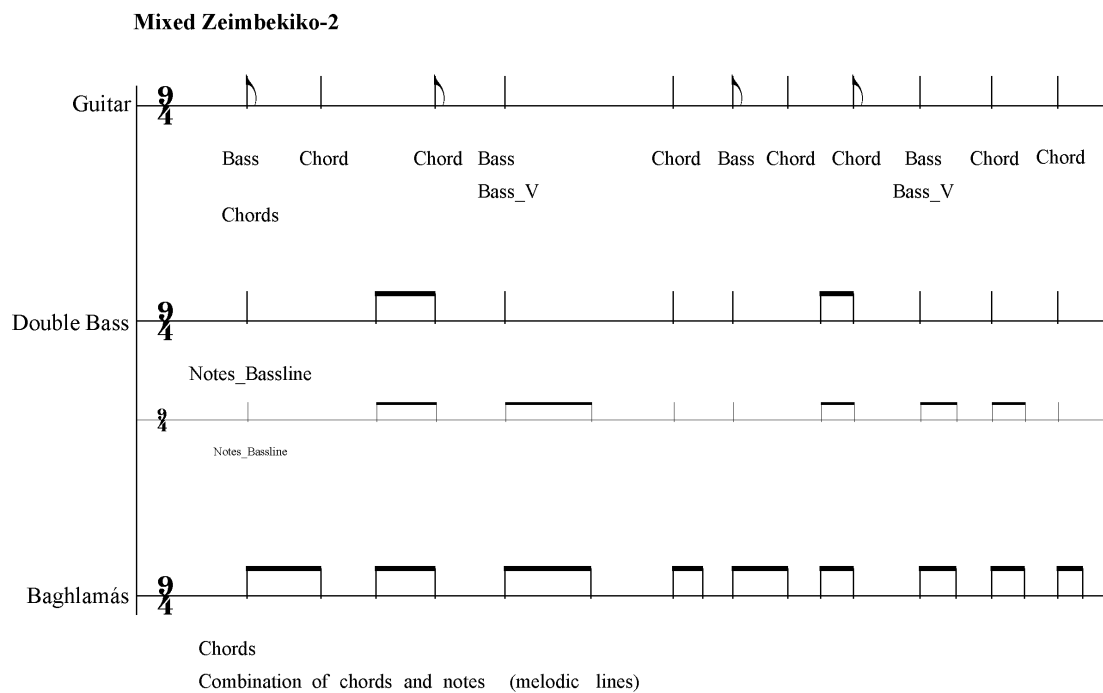 Mixed Zeimbekiko-2
Guitar 9/4
Bass Chord Chord Bass Chord Bass Chord Chord Bass Chord Chord
Bass_V Bass_V
Chords
Double Bass 9/4
Notes_Bassline
9/4
Notes_Bassline
Baghlamás 9/4
Chords
Combination of chords and notes (melodic lines)